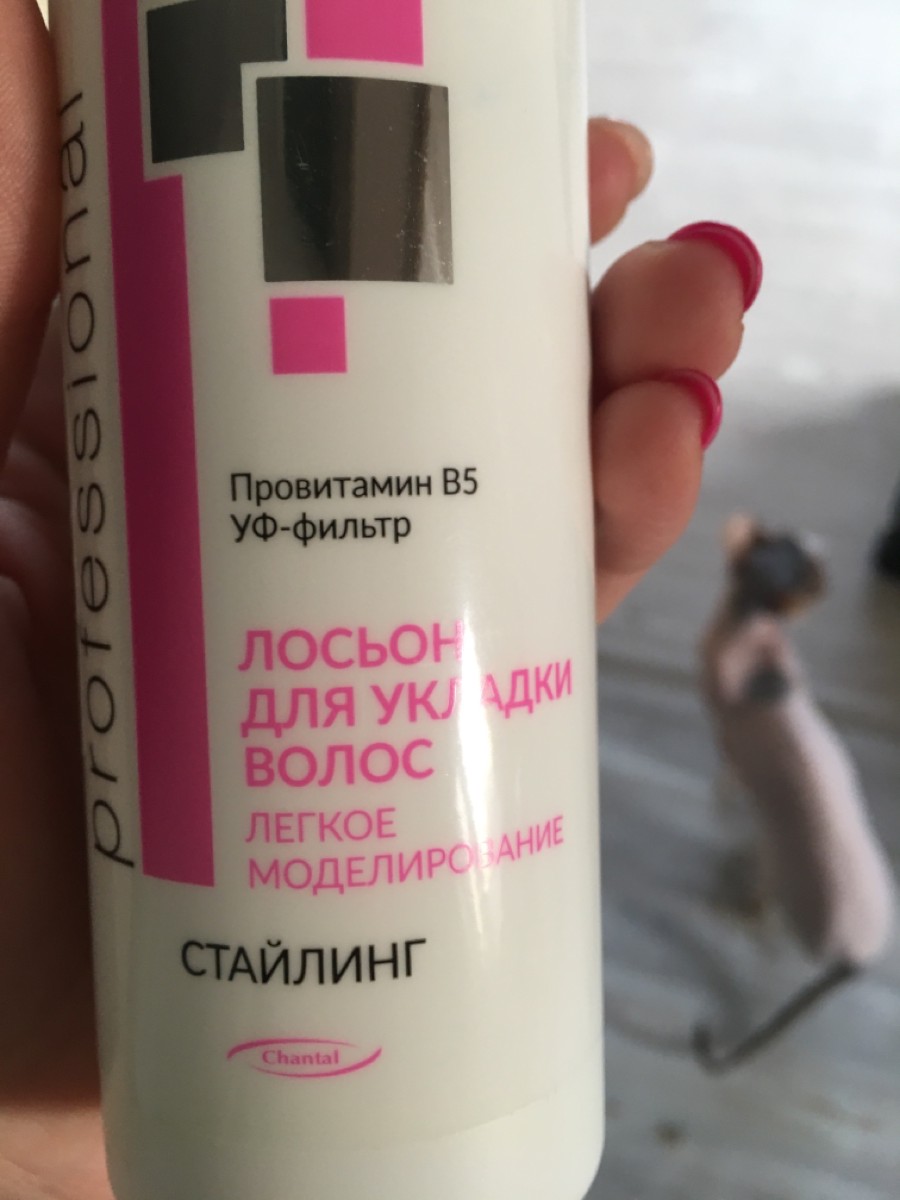 professional
Провитамин В5
УФ-фильтр
ЛОСЬОН
ДЛЯ УКЛАДКИ
ВОЛОС
ЛЕГКОЕ
МОДЕЛИРОВАНИЕ
СТАЙЛИНГ
Chantal